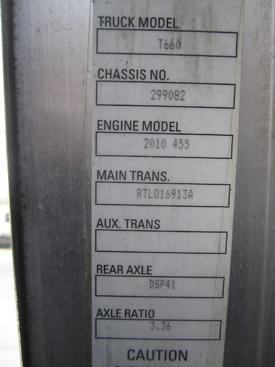 TRUCK MODEL
T660
CHASSIS NO.
299082
ENGINE MODEL
2010 455
MAIN TRANS.
RTLO16913A
AUX. TRANS
REAR AXLE
DSP41
AXLE RATIO
3.36
CAUTION